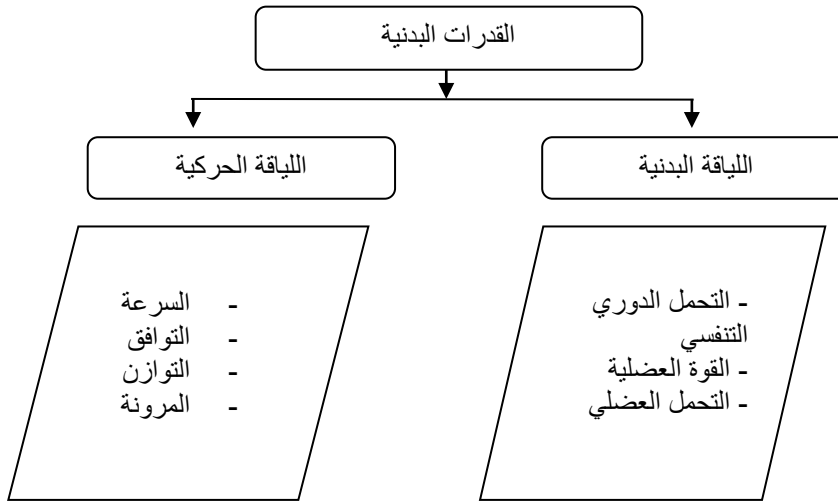 القدرات البدنية
اللياقة البدنية
اللياقة الحركية
- التحمل الدوري
التنفسي
- القوة العضلية
- التحمل العضلي
- السرعة
- التوافق
- التوازن
- المرونة